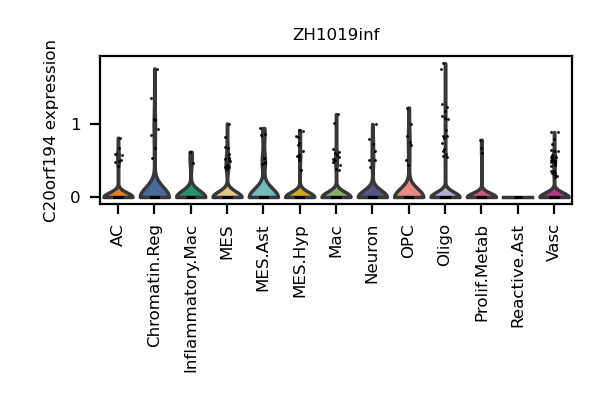 ZH1019inf
C20orf194 expression
1
0
AC
Chromatin.Reg
Inflammatory.Mac
MES
MES.Ast
MES.Hyp
Mac
Neuron
OPC
Oligo
Prolif.Metab
Reactive.Ast
Vasc